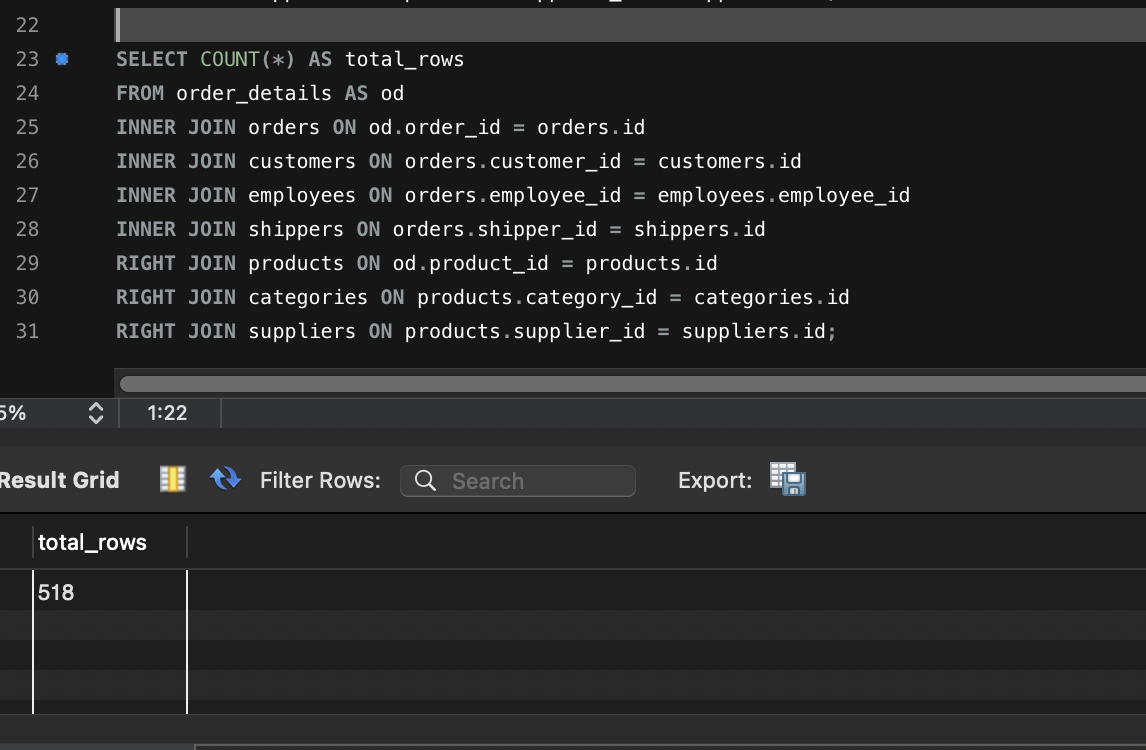 22
23 SELECT COUNT(*) AS total_rows
24 FROM order_details AS od
25 INNER JOIN orders ON od.order_id = orders.id
26 INNER JOIN customers ON orders.customer_id = customers.id
27 INNER JOIN employees ON orders.employee_id = employees.employee_id
28 INNER JOIN shippers ON orders.shipper_id = shippers.id
29 RIGHT JOIN products ON od.product_id = products.id
30 RIGHT JOIN categories ON products.category_id = categories.id
31 RIGHT JOIN suppliers ON products.supplier_id = suppliers.id;
5% 1:22
Result Grid Filter Rows: Search Export:
total_rows
518